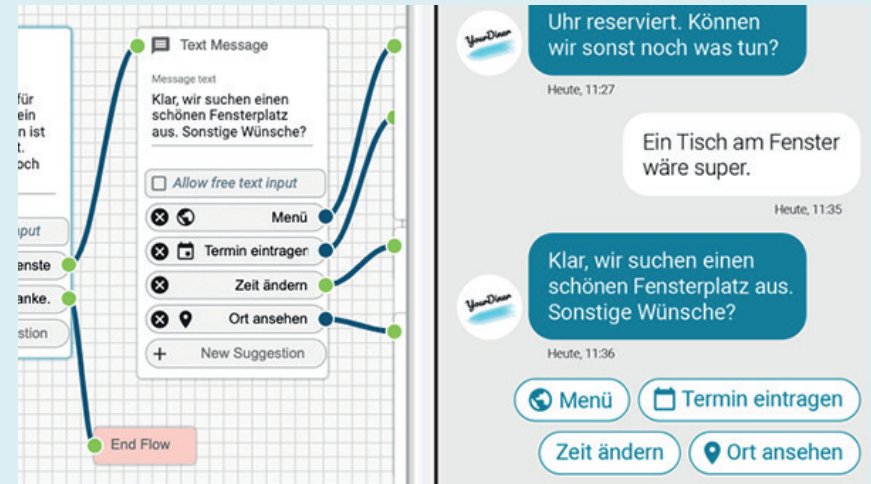 für
ein
n ist
t.
och
nput
enste
anke.
stion
Text Message
Message text
Klar, wir suchen einen
schönen Fensterplatz
aus. Sonstige Wünsche?
Allow free text input
Menü
Termin eintragen
Zeit ändern
Ort ansehen
+ New Suggestion
End Flow
YourDiner
Uhr reserviert. Können
wir sonst noch was tun?
Heute, 11:27
Ein Tisch am Fenster
wäre super.
Heute, 11:35
YourDiner
Klar, wir suchen einen
schönen Fensterplatz aus.
Sonstige Wünsche?
Heute, 11:36
Menü
Termin eintragen
Zeit ändern
Ort ansehen